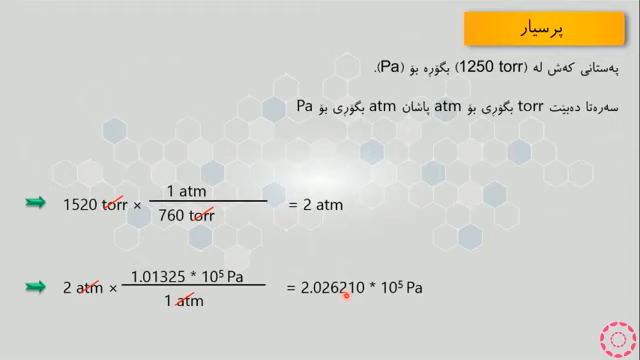 پرسیار
پەستانی کەش لە (1250 torr) بگۆڕە بۆ (Pa).
سەرەتا دەبێت torr بگۆڕی بۆ atm پاشان atm بگۆڕی بۆ Pa
1520 torr × 1 atm / 760 torr = 2 atm
2 atm × 1.01325 * 10⁵ Pa / 1 atm = 2.026210 * 10⁵ Pa